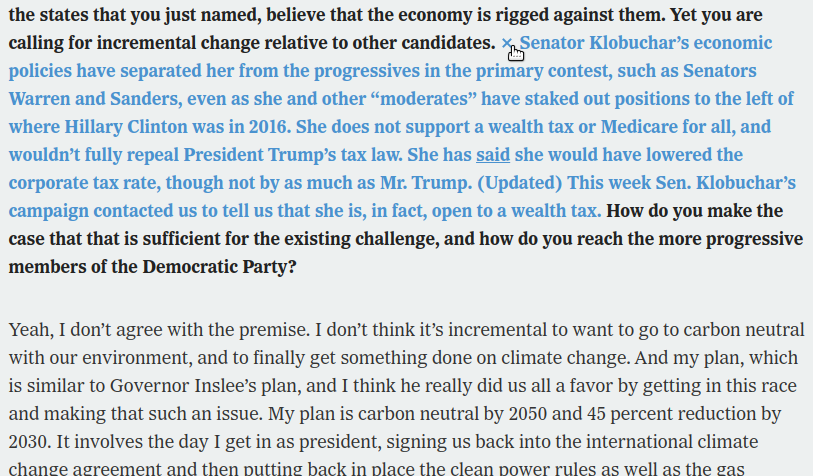 the states that you just named, believe that the economy is rigged against them. Yet you are
calling for incremental change relative to other candidates. × Senator Klobuchar’s economic
policies have separated her from the progressives in the primary contest, such as Senators
Warren and Sanders, even as she and other “moderates” have staked out positions to the left of
where Hillary Clinton was in 2016. She does not support a wealth tax or Medicare for all, and
wouldn’t fully repeal President Trump’s tax law. She has said she would have lowered the
corporate tax rate, though not by as much as Mr. Trump. (Updated) This week Sen. Klobuchar’s
campaign contacted us to tell us that she is, in fact, open to a wealth tax. How do you make the
case that that is sufficient for the existing challenge, and how do you reach the more progressive
members of the Democratic Party?
Yeah, I don’t agree with the premise. I don’t think it’s incremental to want to go to carbon neutral
with our environment, and to finally get something done on climate change. And my plan, which
is similar to Governor Inslee’s plan, and I think he really did us all a favor by getting in this race
and making that such an issue. My plan is carbon neutral by 2050 and 45 percent reduction by
2030. It involves the day I get in as president, signing us back into the international climate
change agreement and then putting back in place the clean power rules as well as the gas